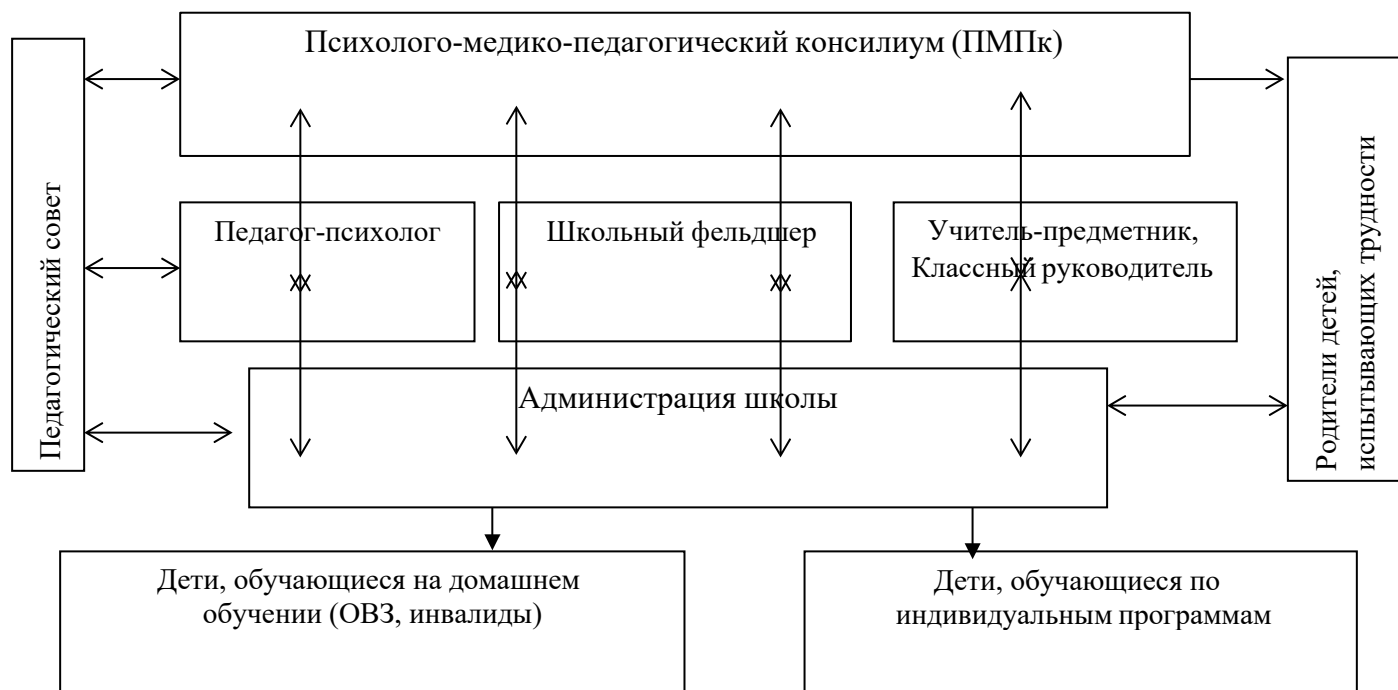 Психолого-медико-педагогический консилиум (ПМПк)
Педагогический совет
Педагог-психолог
Школьный фельдшер
Учитель-предметник,
Классный руководитель
Родители детей,
испытывающих трудности
Администрация школы
Дети, обучающиеся на домашнем
обучении (ОВЗ, инвалиды)
Дети, обучающиеся по
индивидуальным программам